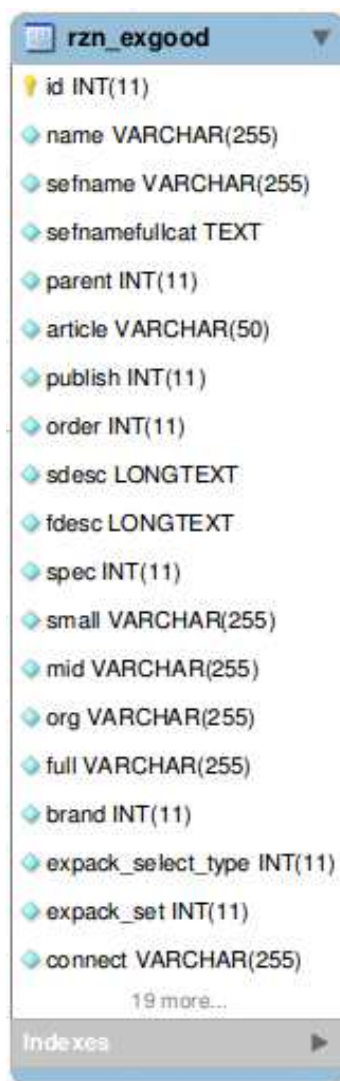 rzn_exgood
id INT(11)
name VARCHAR(255)
sefname VARCHAR(255)
sefnamefullcat TEXT
parent INT(11)
article VARCHAR(50)
publish INT(11)
order INT(11)
sdesc LONGTEXT
fdesc LONGTEXT
spec INT(11)
small VARCHAR(255)
mid VARCHAR(255)
org VARCHAR(255)
full VARCHAR(255)
brand INT(11)
expack_select_type INT(11)
expack_set INT(11)
connect VARCHAR(255)
19 more...
Indexes